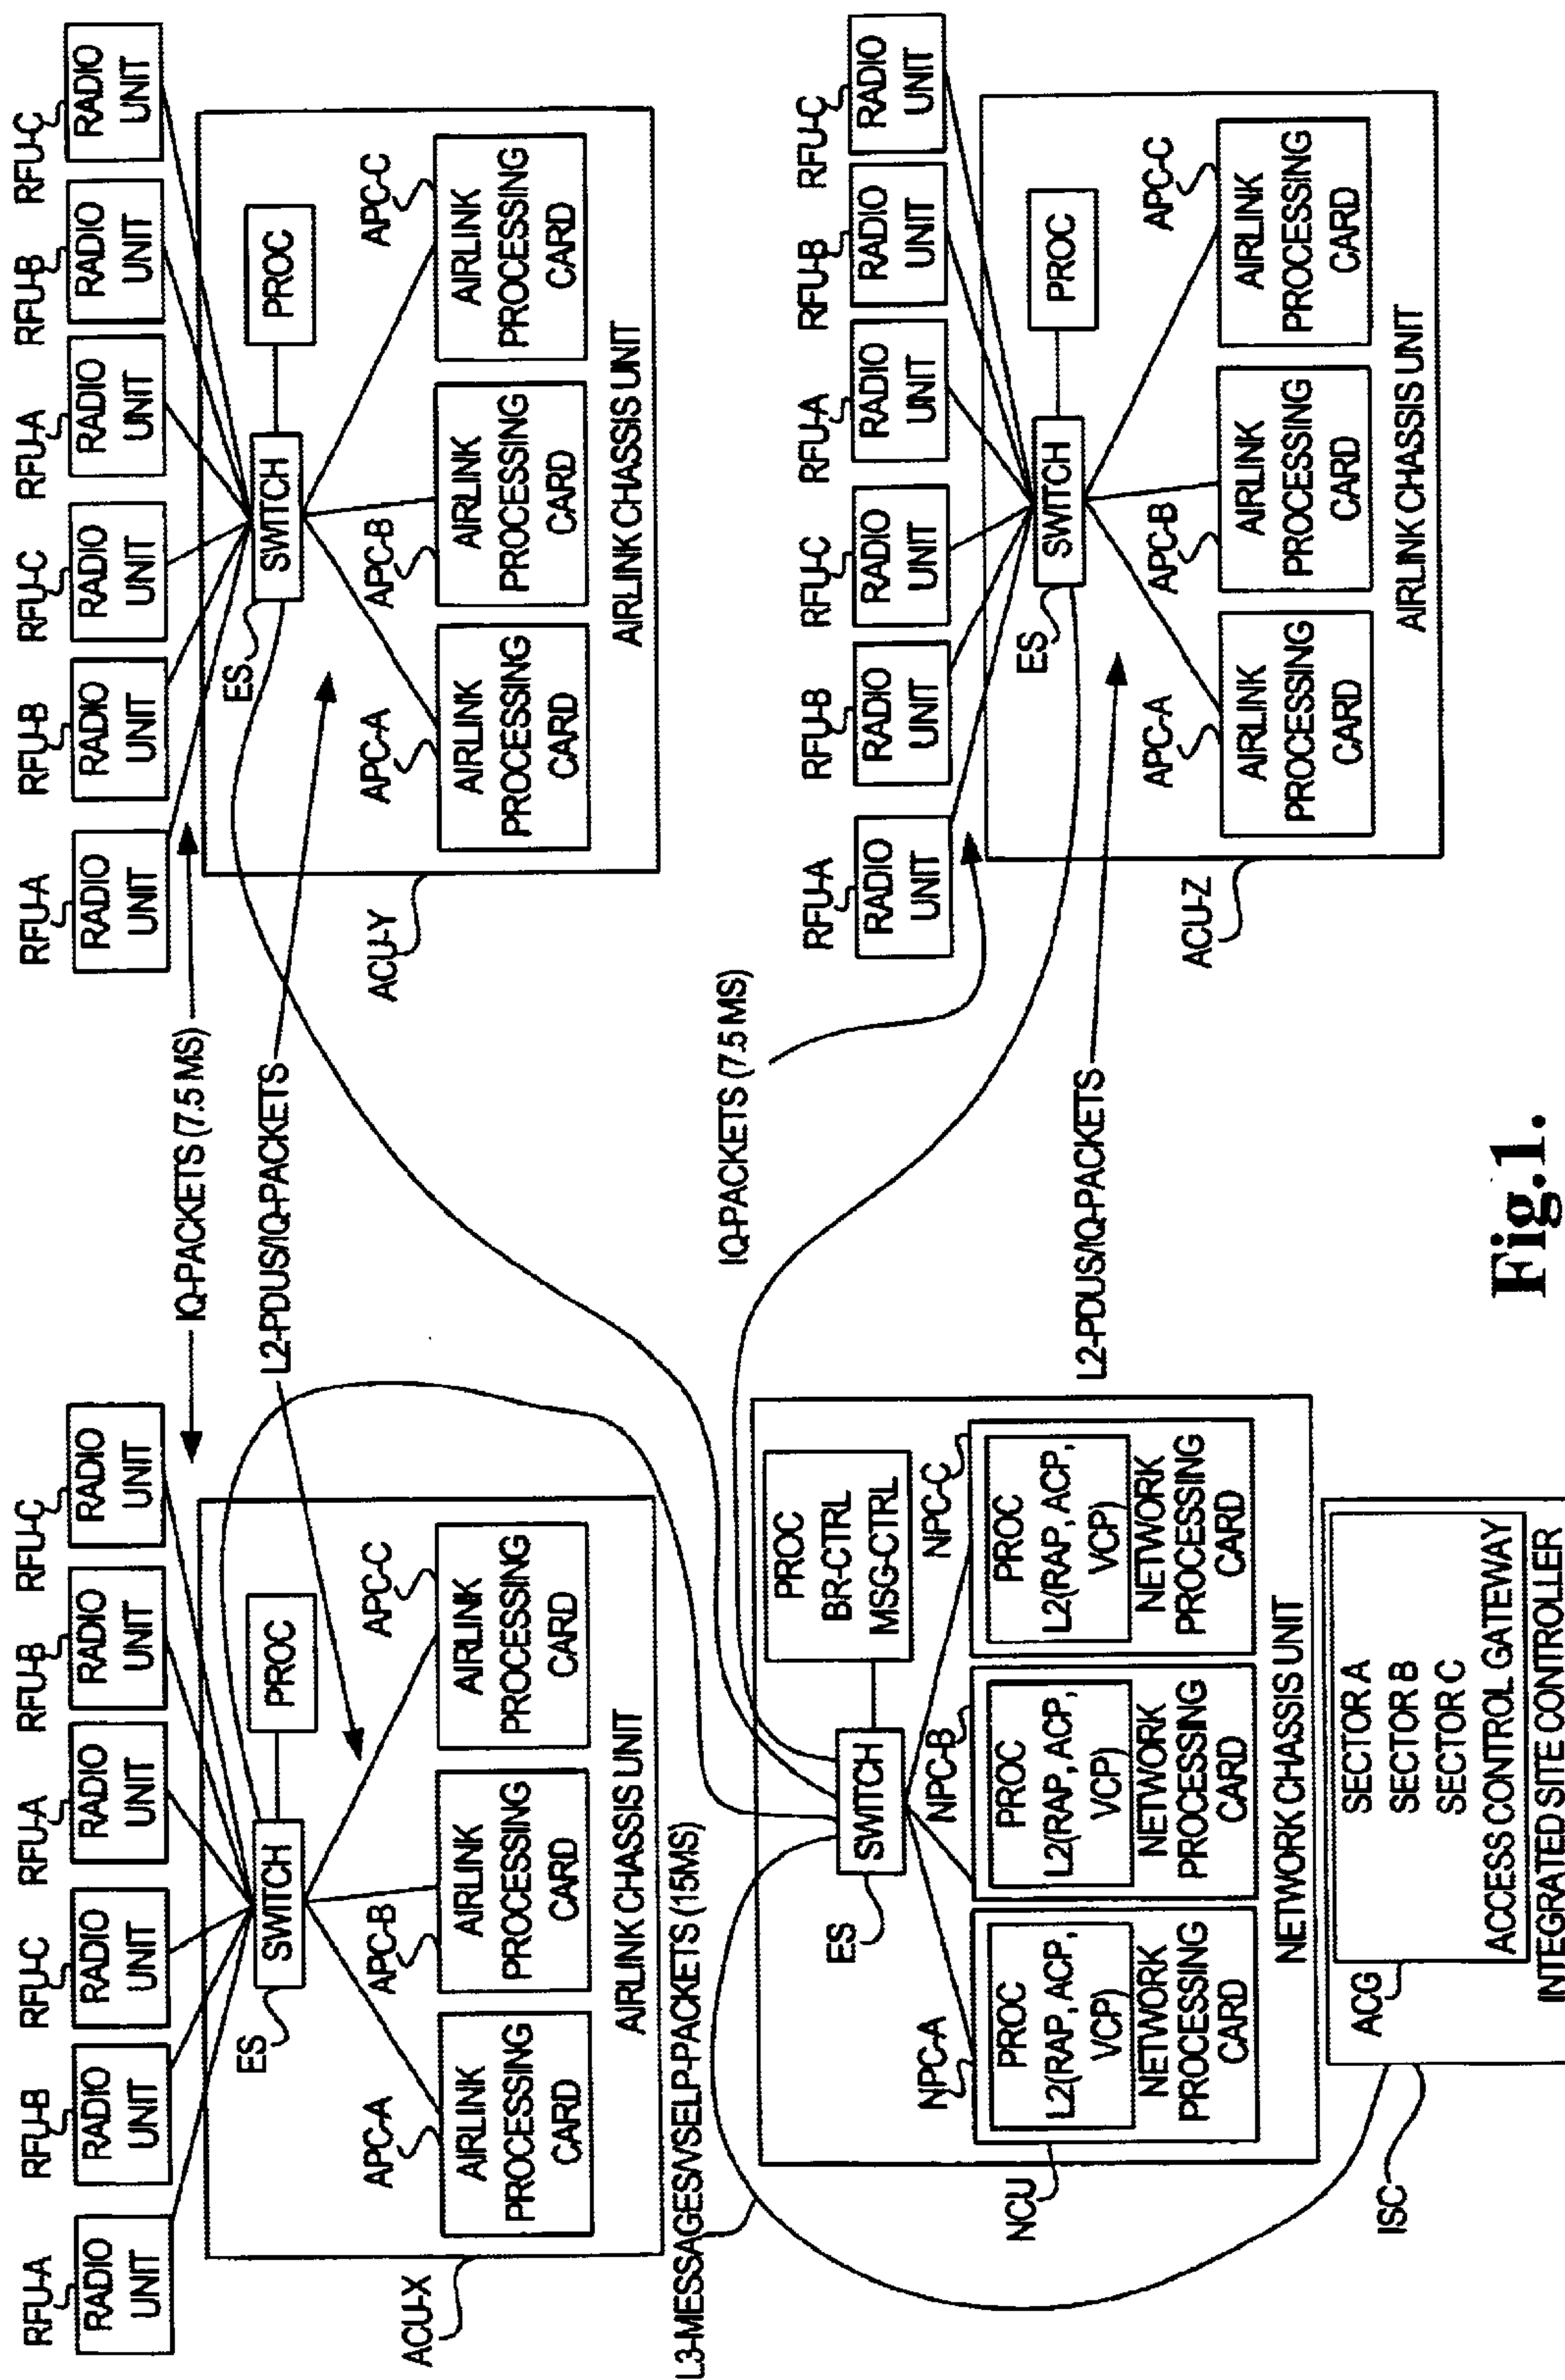 RFU-A
RADIO
UNIT
RFU-B
RADIO
UNIT
RFU-C
RADIO
UNIT
RFU-A
RADIO
UNIT
RFU-B
RADIO
UNIT
RFU-C
RADIO
UNIT
ES
SWITCH
PROC
APC-A
AIRLINK
PROCESSING
CARD
APC-B
AIRLINK
PROCESSING
CARD
APC-C
AIRLINK
PROCESSING
CARD
AIRLINK CHASSIS UNIT
ACU-X
IQ-PACKETS (7.5 MS)
L2-PDUS/IQ-PACKETS
RFU-A
RADIO
UNIT
RFU-B
RADIO
UNIT
RFU-C
RADIO
UNIT
RFU-A
RADIO
UNIT
RFU-B
RADIO
UNIT
RFU-C
RADIO
UNIT
ES
SWITCH
PROC
APC-A
AIRLINK
PROCESSING
CARD
APC-B
AIRLINK
PROCESSING
CARD
APC-C
AIRLINK
PROCESSING
CARD
AIRLINK CHASSIS UNIT
ACU-Y
L3-MESSAGES/VSELP-PACKETS (15MS)
ES
SWITCH
PROC
BR-CTRL
MSG-CTRL
NPC-A
PROC
L2(RAP, ACP,
VCP)
NETWORK
PROCESSING
CARD
NPC-B
PROC
L2(RAP, ACP,
VCP)
NETWORK
PROCESSING
CARD
NPC-C
PROC
L2(RAP, ACP,
VCP)
NETWORK
PROCESSING
CARD
NETWORK CHASSIS UNIT
NCU
ACG
SECTOR A
SECTOR B
SECTOR C
ACCESS CONTROL GATEWAY
INTEGRATED SITE CONTROLLER
ISC
IQ-PACKETS (7.5 MS)
L2-PDUS/IQ-PACKETS
RFU-A
RADIO
UNIT
RFU-B
RADIO
UNIT
RFU-C
RADIO
UNIT
RFU-A
RADIO
UNIT
RFU-B
RADIO
UNIT
RFU-C
RADIO
UNIT
ES
SWITCH
PROC
APC-A
AIRLINK
PROCESSING
CARD
APC-B
AIRLINK
PROCESSING
CARD
APC-C
AIRLINK
PROCESSING
CARD
AIRLINK CHASSIS UNIT
ACU-Z
Fig.1.